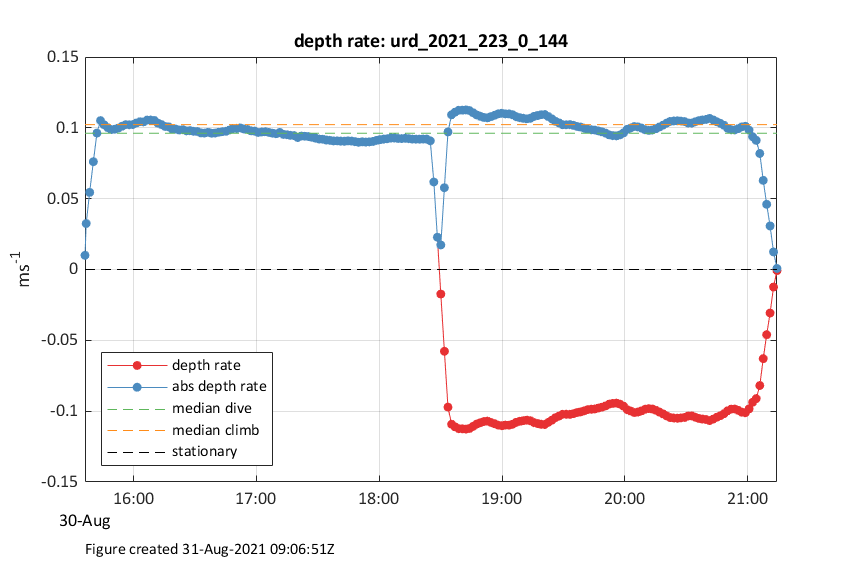 depth rate: urd_2021_223_0_144
0.15
0.1
0.05
0
-0.05
-0.1
-0.15
ms⁻¹
depth rate
abs depth rate
median dive
median climb
stationary
16:00 17:00 18:00 19:00 20:00 21:00
30-Aug
Figure created 31-Aug-2021 09:06:51Z